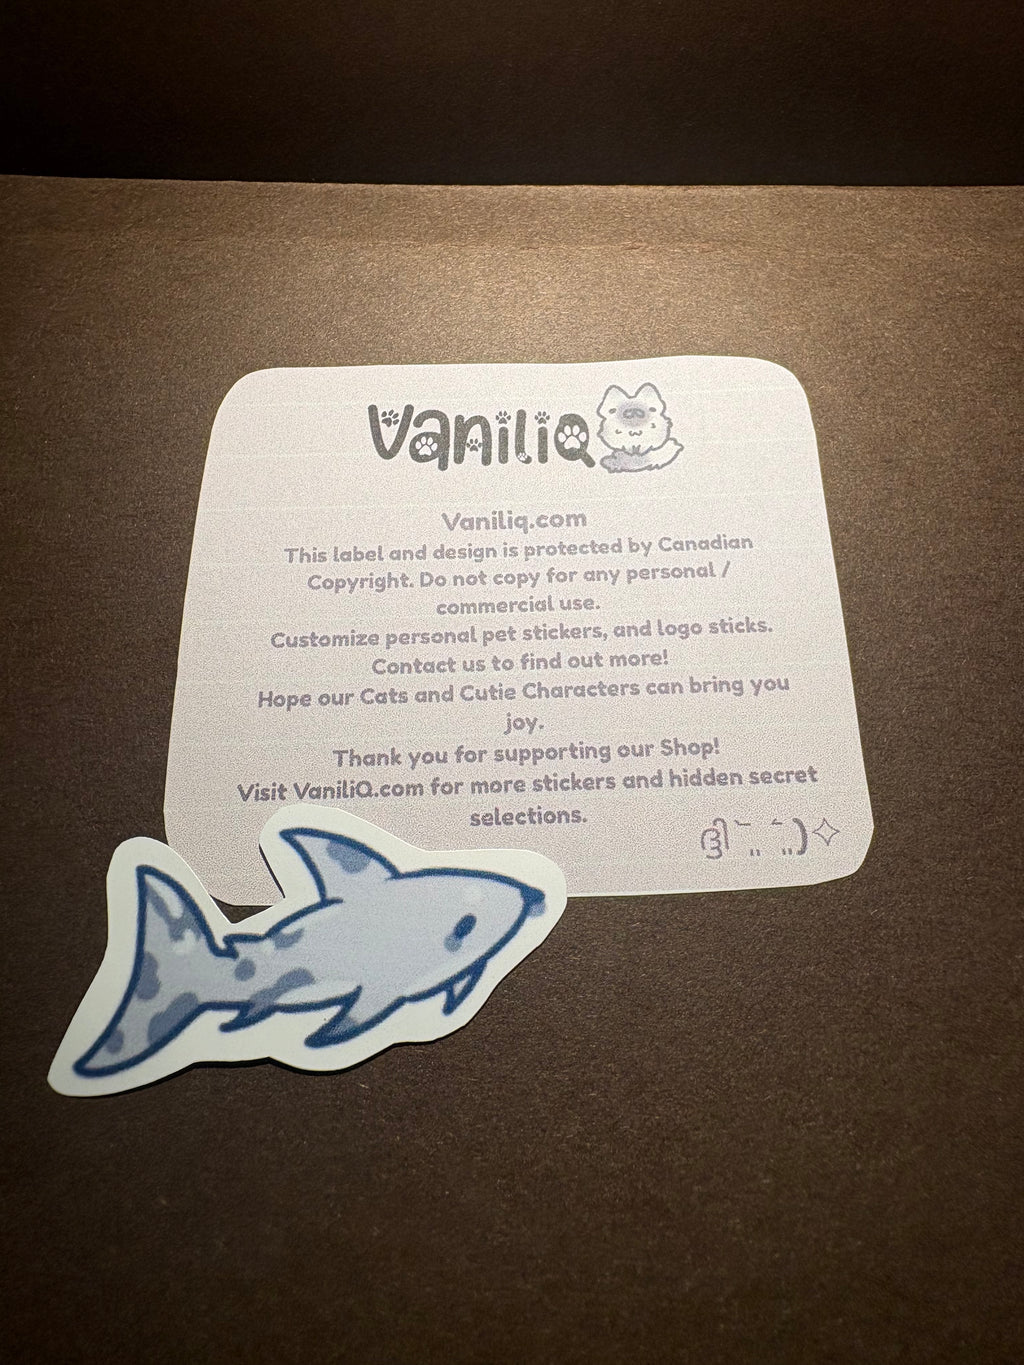 VaniliQ
Vaniliq.com
This label and design is protected by Canadian
Copyright. Do not copy for any personal /
commercial use.
Customize personal pet stickers, and logo sticks.
Contact us to find out more!
Hope our Cats and Cutie Characters can bring you
joy.
Thank you for supporting our Shop!
Visit VaniliQ.com for more stickers and hidden secret
selections.